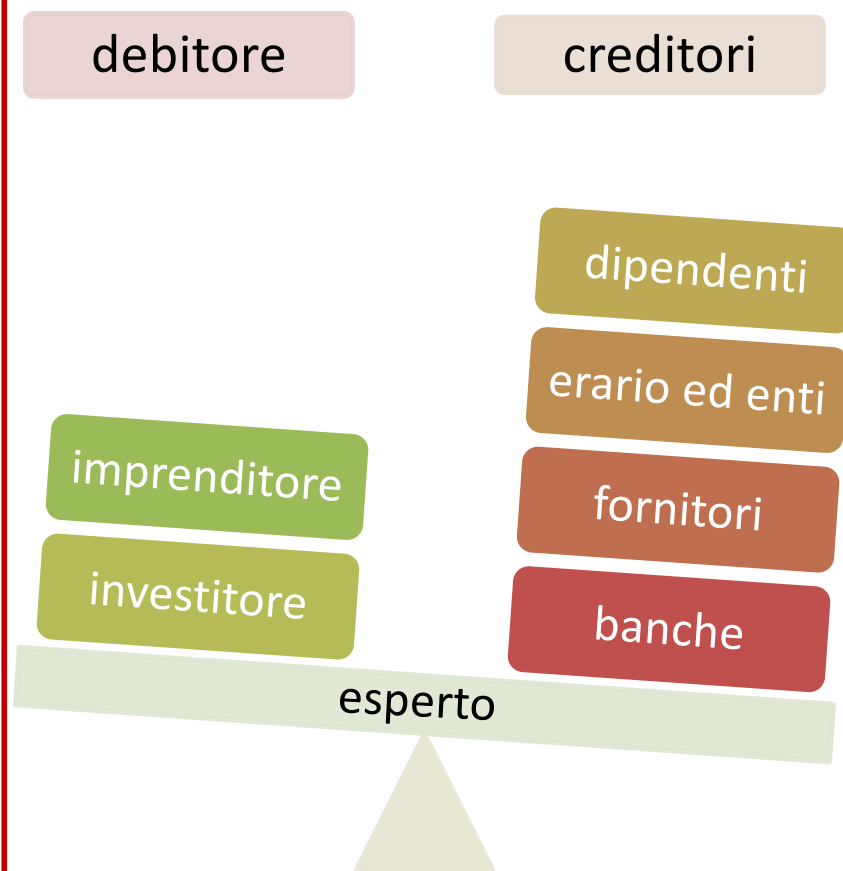 debitore
creditori
dipendenti
erario ed enti
imprenditore
fornitori
investitore
banche
esperto